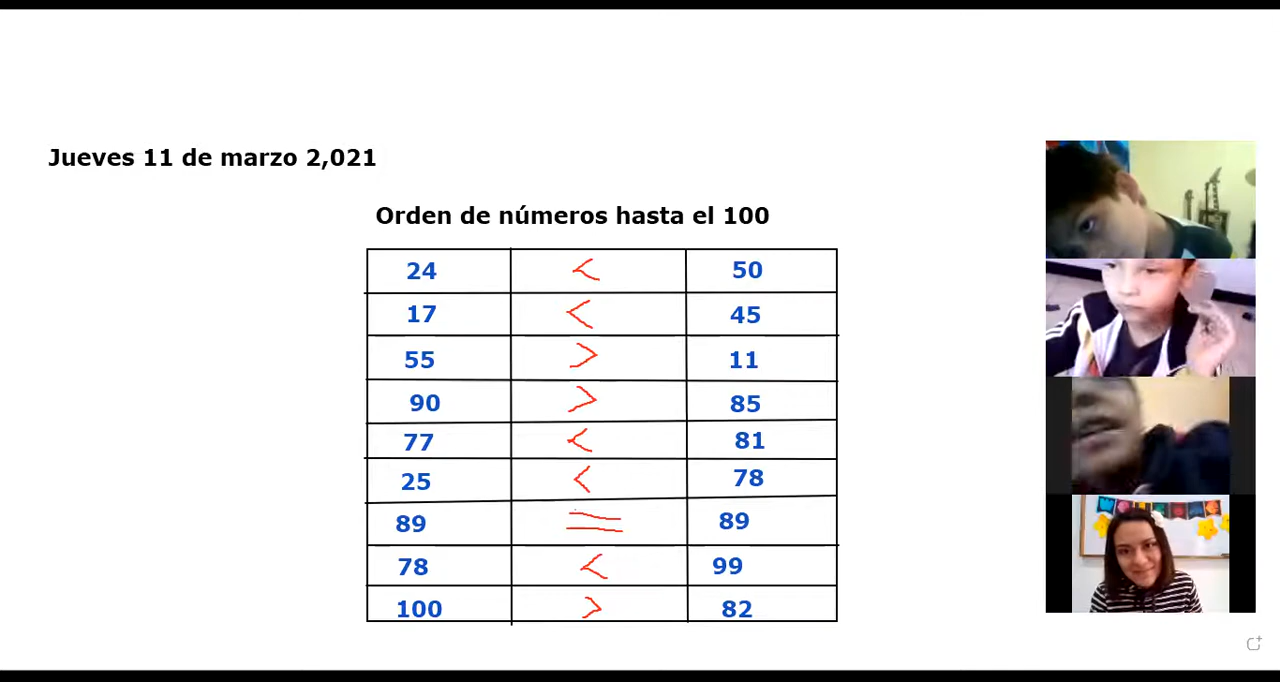 Jueves 11 de marzo 2,021
Orden de números hasta el 100
24 < 50
17 < 45
55 > 11
90 > 85
77 < 81
25 < 78
89 = 89
78 < 99
100 > 82